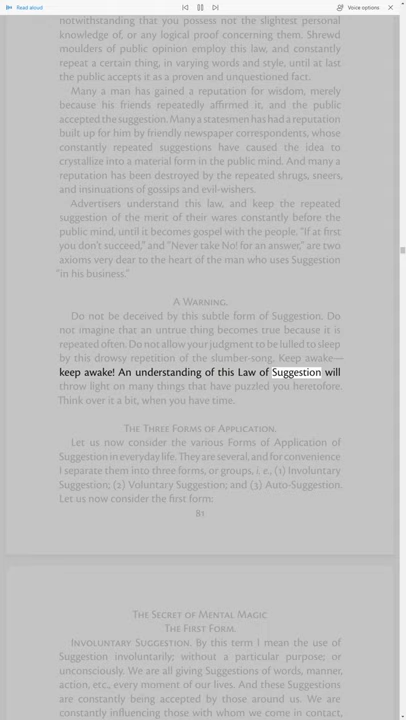 Read aloud
Voice options
notwithstanding that you possess not the slightest personal
knowledge of, or any logical proof concerning them. Shrewd
moulders of public opinion employ this law, and constantly
repeat a certain thing, in varying words and style, until at last
the public accepts it as a proven and unquestioned fact.
Many a man has gained a reputation for wisdom, merely
because his friends repeatedly affirmed it, and the public
accepted the suggestion. Many a statesmen has had a reputation
built up for him by friendly newspaper correspondents, whose
constantly repeated suggestions have caused the idea to
crystallize into a material form in the public mind. And many a
reputation has been destroyed by the repeated shrugs, sneers,
and insinuations of gossips and evil-wishers.
Advertisers understand this law, and keep the repeated
suggestion of the merit of their wares constantly before the
public mind, until it becomes gospel with the people. "If at first
you don't succeed," and "Never take No! for an answer," are two
axioms very dear to the heart of the man who uses Suggestion
"in his business."
A Warning.
Do not be deceived by this subtle form of Suggestion. Do
not imagine that an untrue thing becomes true because it is
repeated often. Do not allow your judgment to be lulled to sleep
by this drowsy repetition of the slumber-song. Keep awake—
keep awake! An understanding of this Law of Suggestion will
throw light on many things that have puzzled you heretofore.
Think over it a bit, when you have time.
The Three Forms of Application.
Let us now consider the various Forms of Application of
Suggestion in everyday life. They are several, and for convenience
I separate them into three forms, or groups, i. e., (1) Involuntary
Suggestion; (2) Voluntary Suggestion; and (3) Auto-Suggestion.
Let us now consider the first form:
81
The Secret of Mental Magic
The First Form.
Involuntary Suggestion. By this term I mean the use of
Suggestion involuntarily; without a particular purpose; or
unconsciously. We are all giving Suggestions of words, manner,
action, etc., every moment of our lives. And these Suggestions
are constantly being accepted by those around us. We are
constantly influencing those with whom we come in contact,